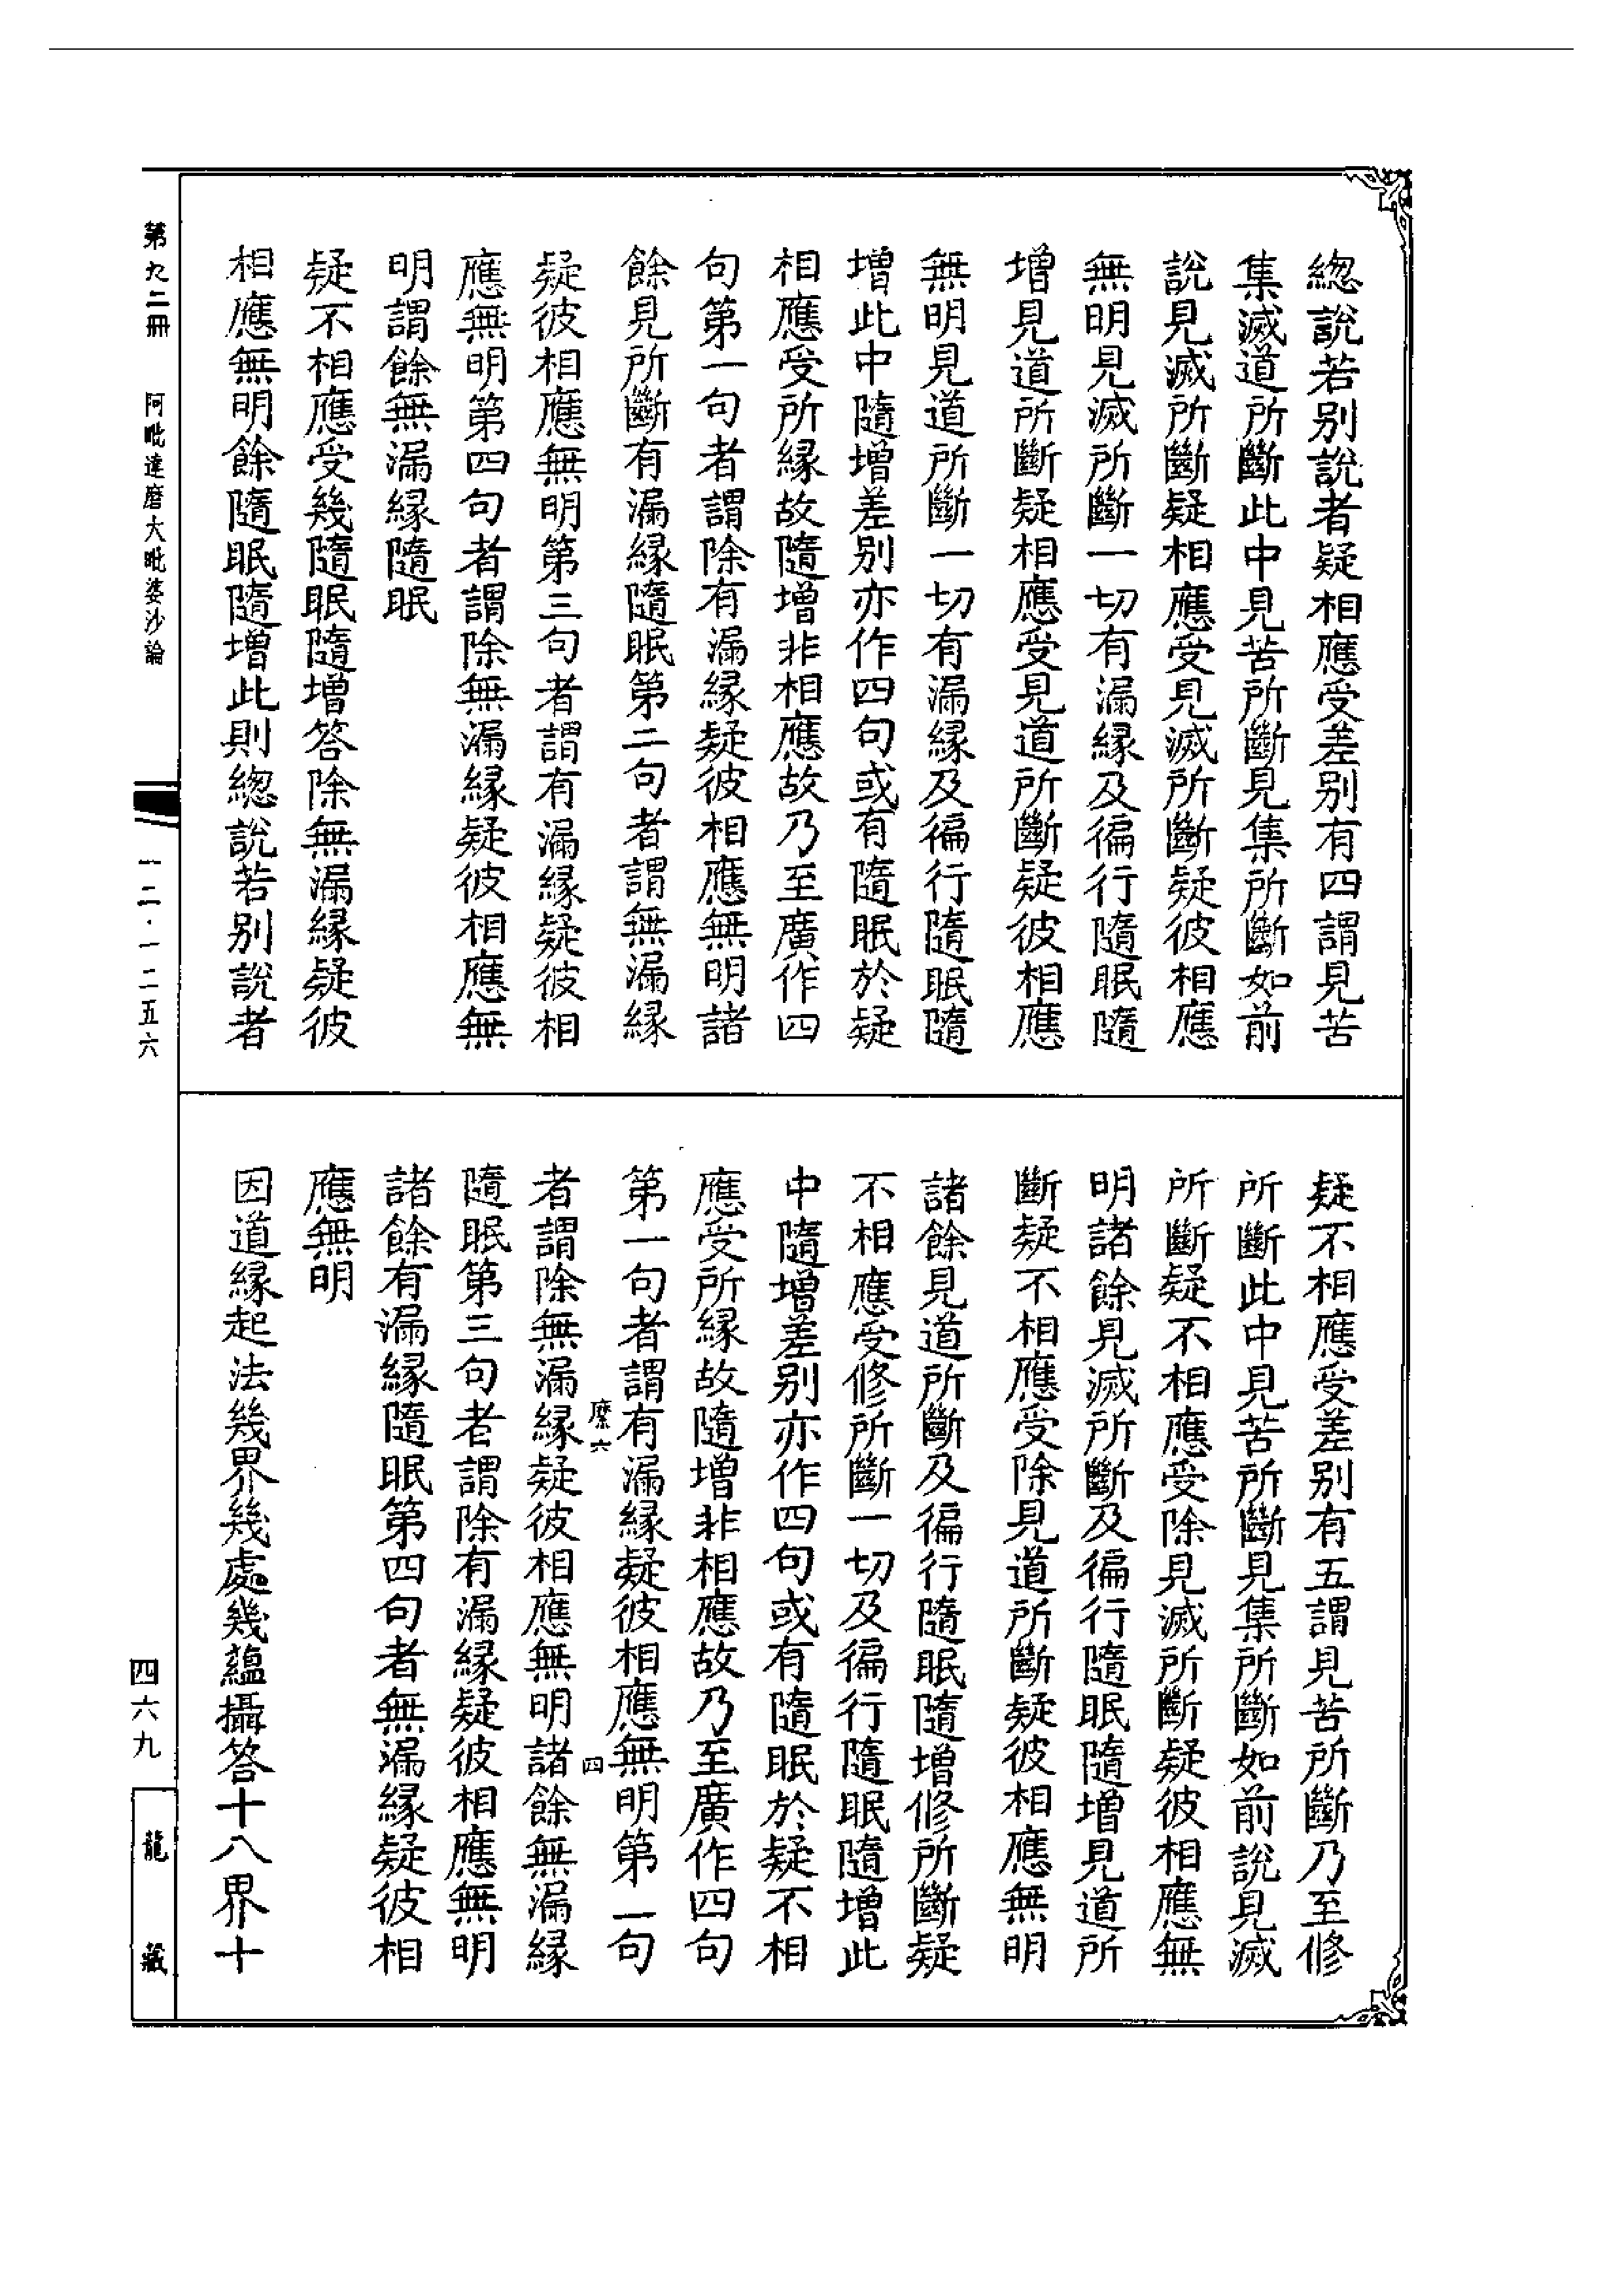 總說若別說者疑相應受差別有四謂見苦
集滅道所斷此中見苦所斷見集所斷如前
說見滅所斷疑相應受見滅所斷疑彼相應
無明見滅所斷一切有漏緣及徧行隨眠隨
增見道所斷疑相應受見道所斷疑彼相應
無明見道所斷一切有漏緣及徧行隨眠隨
增此中隨增差別亦作四句或有隨眠於疑
相應受所緣故隨增非相應故乃至廣作四
句第一句者謂除有漏緣疑彼相應無明諸
餘見所斷有漏緣隨眠第二句者謂無漏緣
疑彼相應無明第三句者謂有漏緣疑彼相
應無明第四句者謂除無漏緣疑彼相應無
明謂餘無漏緣隨眠
疑不相應受幾隨眠隨增答除無漏緣疑彼
相應無明餘隨眠隨增此則總說若別說者
疑不相應受差別有五謂見苦所斷乃至修
所斷此中見苦所斷見集所斷如前說見滅
所斷疑不相應受除見滅所斷疑彼相應無
明諸餘見滅所斷及徧行隨眠隨增見道所
斷疑不相應受除見道所斷疑彼相應無明
諸餘見道所斷及徧行隨眠隨增修所斷疑
不相應受修所斷一切及徧行隨眠隨增此
中隨增差別亦作四句或有隨眠於疑不相
應受所緣故隨增非相應故乃至廣作四句
第一句者謂有漏緣疑彼相應無明第一句
糜六
四
者謂除無漏緣疑彼相應無明諸餘無漏緣
隨眠第三句者謂除有漏緣疑彼相應無明
諸餘有漏緣隨眠第四句者無漏緣疑彼相
應無明
因道緣起法幾界幾處幾蘊攝答十八界十
第九二冊
阿毗達磨大毗婆沙論
一二·一二五六
四六九
龍藏